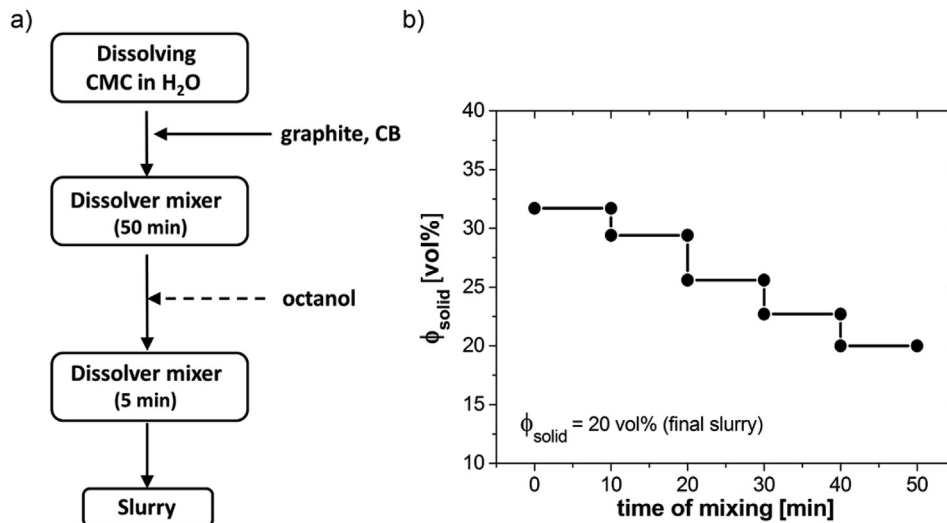 a)
Dissolving
CMC in H₂O
graphite, CB
Dissolver mixer
(50 min)
octanol
Dissolver mixer
(5 min)
Slurry
b)
40
35
30
25
20
15
10
ϕsolid [vol%]
ϕsolid = 20 vol% (final slurry)
0 10 20 30 40 50
time of mixing [min]